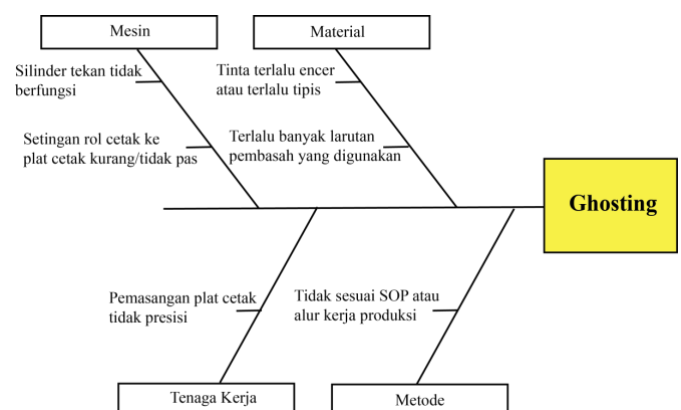 Mesin
Material
Silinder tekan tidak
berfungsi
Tinta terlalu encer
atau terlalu tipis
Setingan rol cetak ke
plat cetak kurang/tidak pas
Terlalu banyak larutan
pembasah yang digunakan
Ghosting
Pemasangan plat cetak
tidak presisi
Tidak sesuai SOP atau
alur kerja produksi
Tenaga Kerja
Metode